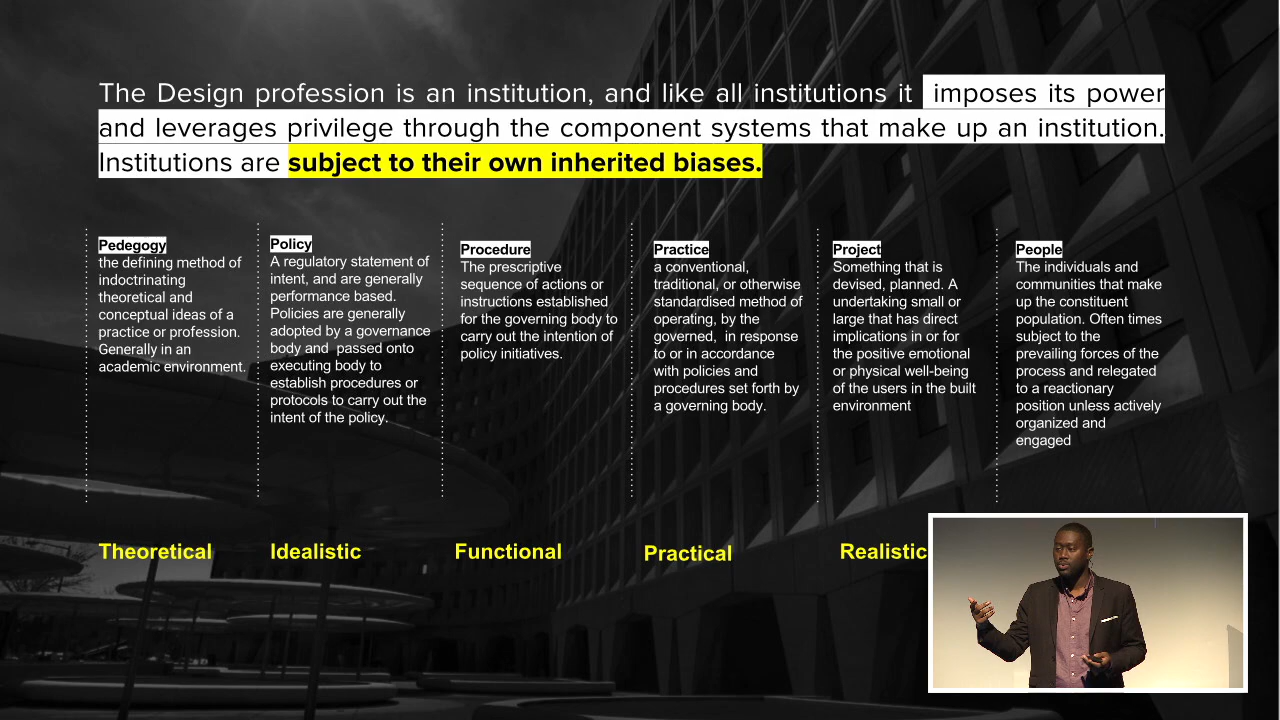 The Design profession is an institution, and like all institutions it imposes its power
and leverages privilege through the component systems that make up an institution.
Institutions are subject to their own inherited biases.
Pedegogy
the defining method of
indoctrinating
theoretical and
conceptual ideas of a
practice or profession.
Generally in an
academic environment.
Policy
A regulatory statement of
intent, and are generally
performance based.
Policies are generally
adopted by a governance
body and  passed onto
executing body to
establish procedures or
protocols to carry out the
intent of the policy.
Procedure
The prescriptive
sequence of actions or
instructions established
for the governing body to
carry out the intention of
policy initiatives.
Practice
a conventional,
traditional, or otherwise
standardised method of
operating, by the
governed,  in response
to or in accordance
with policies and
procedures set forth by
a governing body.
Project
Something that is
devised, planned. A
undertaking small or
large that has direct
implications in or for
the positive emotional
or physical well-being
of the users in the built
environment
People
The individuals and
communities that make
up the constituent
population. Often times
subject to the
prevailing forces of the
process and relegated
to a reactionary
position unless actively
organized and
engaged
Theoretical
Idealistic
Functional
Practical
Realistic